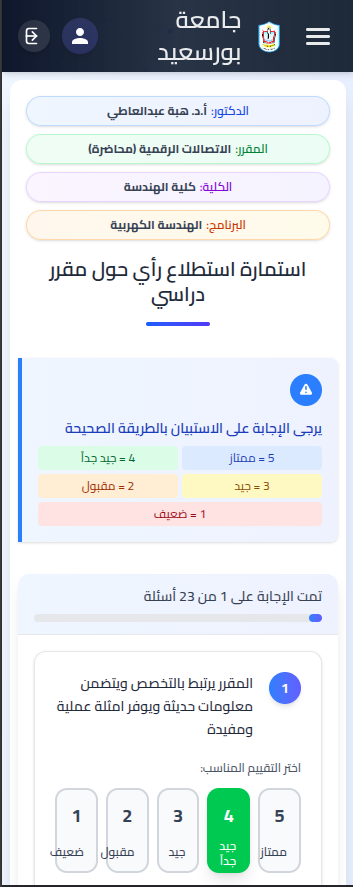 جامعة
بورسعيد
الدكتور: أ.د. هبة عبدالعاطي
المقرر: الاتصالات الرقمية (محاضرة)
الكلية: كلية الهندسة
البرنامج: الهندسة الكهربية
استمارة استطلاع رأي حول مقرر
دراسي
يرجى الإجابة على الاستبيان بالطريقة الصحيحة
5 = ممتاز
4 = جيد جداً
3 = جيد
2 = مقبول
1 = ضعيف
تمت الإجابة على 1 من 23 أسئلة
1
المقرر يرتبط بالتخصص ويتضمن
معلومات حديثة ويوفر امثلة عملية
ومفيدة
اختر التقييم المناسب:
5 4 3 2 1
ممتاز جيد جداً جيد مقبول ضعيف